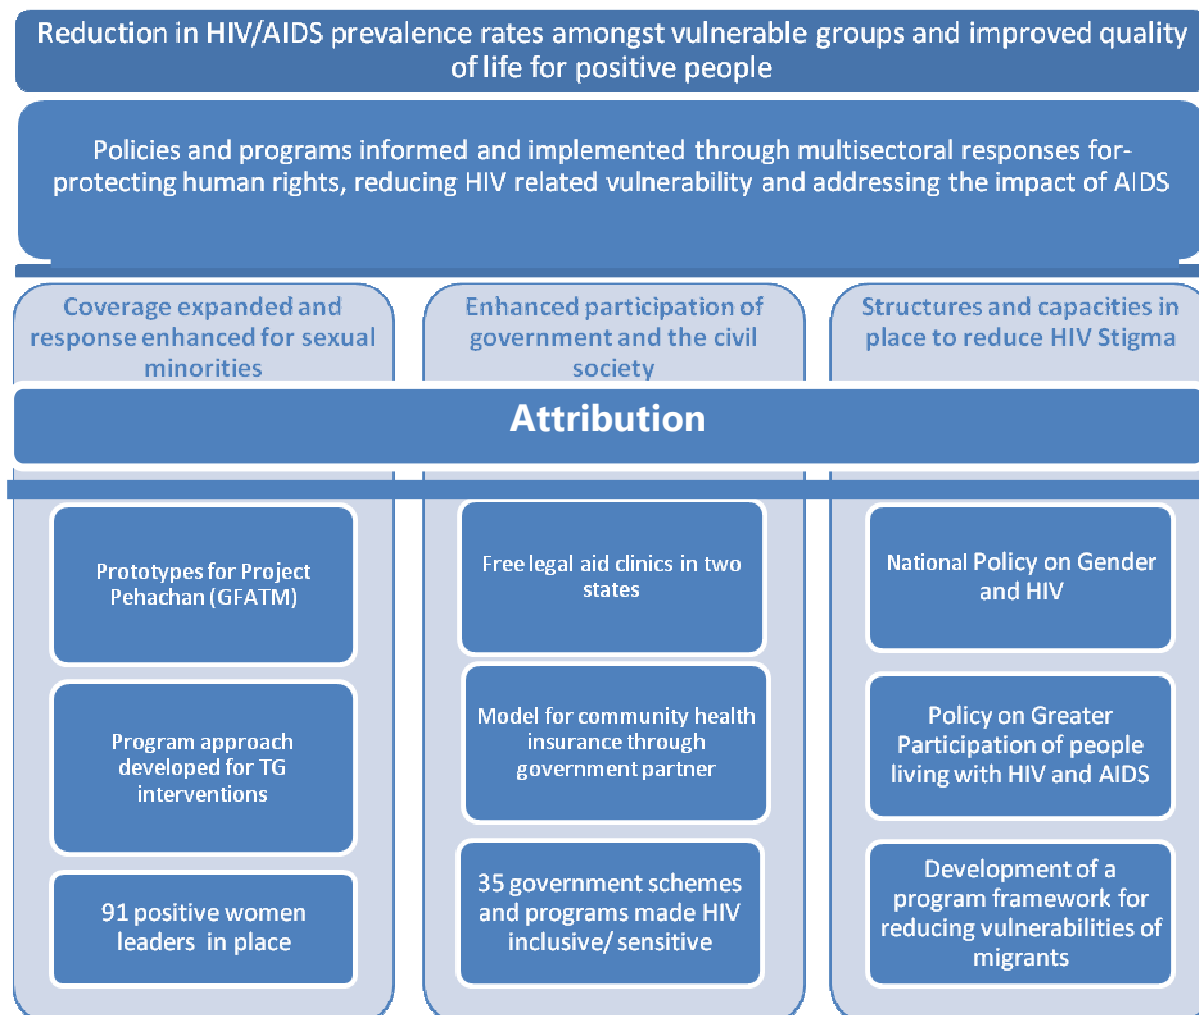 Reduction in HIV/AIDS prevalence rates amongst vulnerable groups and improved quality
of life for positive people
Policies and programs informed and implemented through multisectoral responses for-
protecting human rights, reducing HIV related vulnerability and addressing the impact of AIDS
Coverage expanded and
response enhanced for sexual
minorities
Enhanced participation of
government and the civil
society
Structures and capacities in
place to reduce HIV Stigma
Attribution
Prototypes for Project
Pehachan (GFATM)
Program approach
developed for TG
interventions
91 positive women
leaders in place
Free legal aid clinics in two
states
Model for community health
insurance through
government partner
35 government schemes
and programs made HIV
inclusive/ sensitive
National Policy on Gender
and HIV
Policy on Greater
Participation of people
living with HIV and AIDS
Development of a
program framework for
reducing vulnerabilities of
migrants